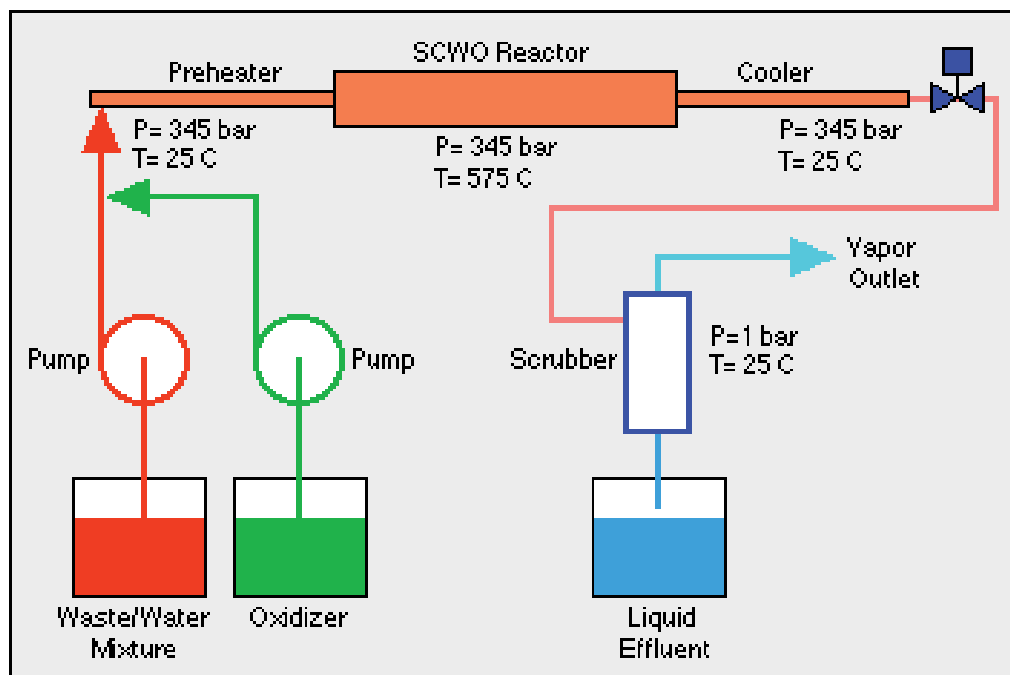 SCWO Reactor
Preheater
Cooler
P= 345 bar
T= 25 C
P= 345 bar
T= 575 C
P= 345 bar
T= 25 C
Vapor
Outlet
Pump
Pump
Scrubber
P=1 bar
T= 25 C
Waste/Water
Mixture
Oxidizer
Liquid
Effluent